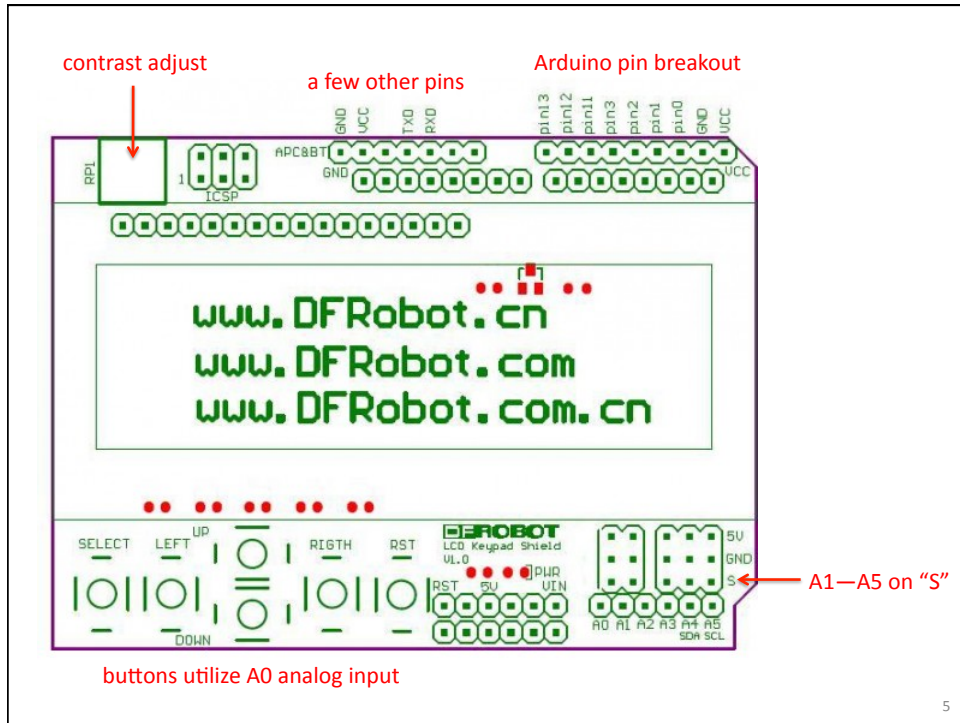 contrast adjust
a few other pins
Arduino pin breakout
GND
VCC
TXD
RXD
pin13
pin12
pin11
pin3
pin2
pin1
pin0
GND
VCC
RP1
1
ICSP
APC&BT
GND
VCC
www.DFRobot.cn
www.DFRobot.com
www.DFRobot.com.cn
SELECT
LEFT
UP
RIGTH
RST
DOWN
DFROBOT
LCD Keypad Shield
V1.0
PWR
RST
5V
VIN
5V
GND
S
A1—A5 on “S”
A0 A1 A2 A3 A4 A5
SDA SCL
buttons utilize A0 analog input
5